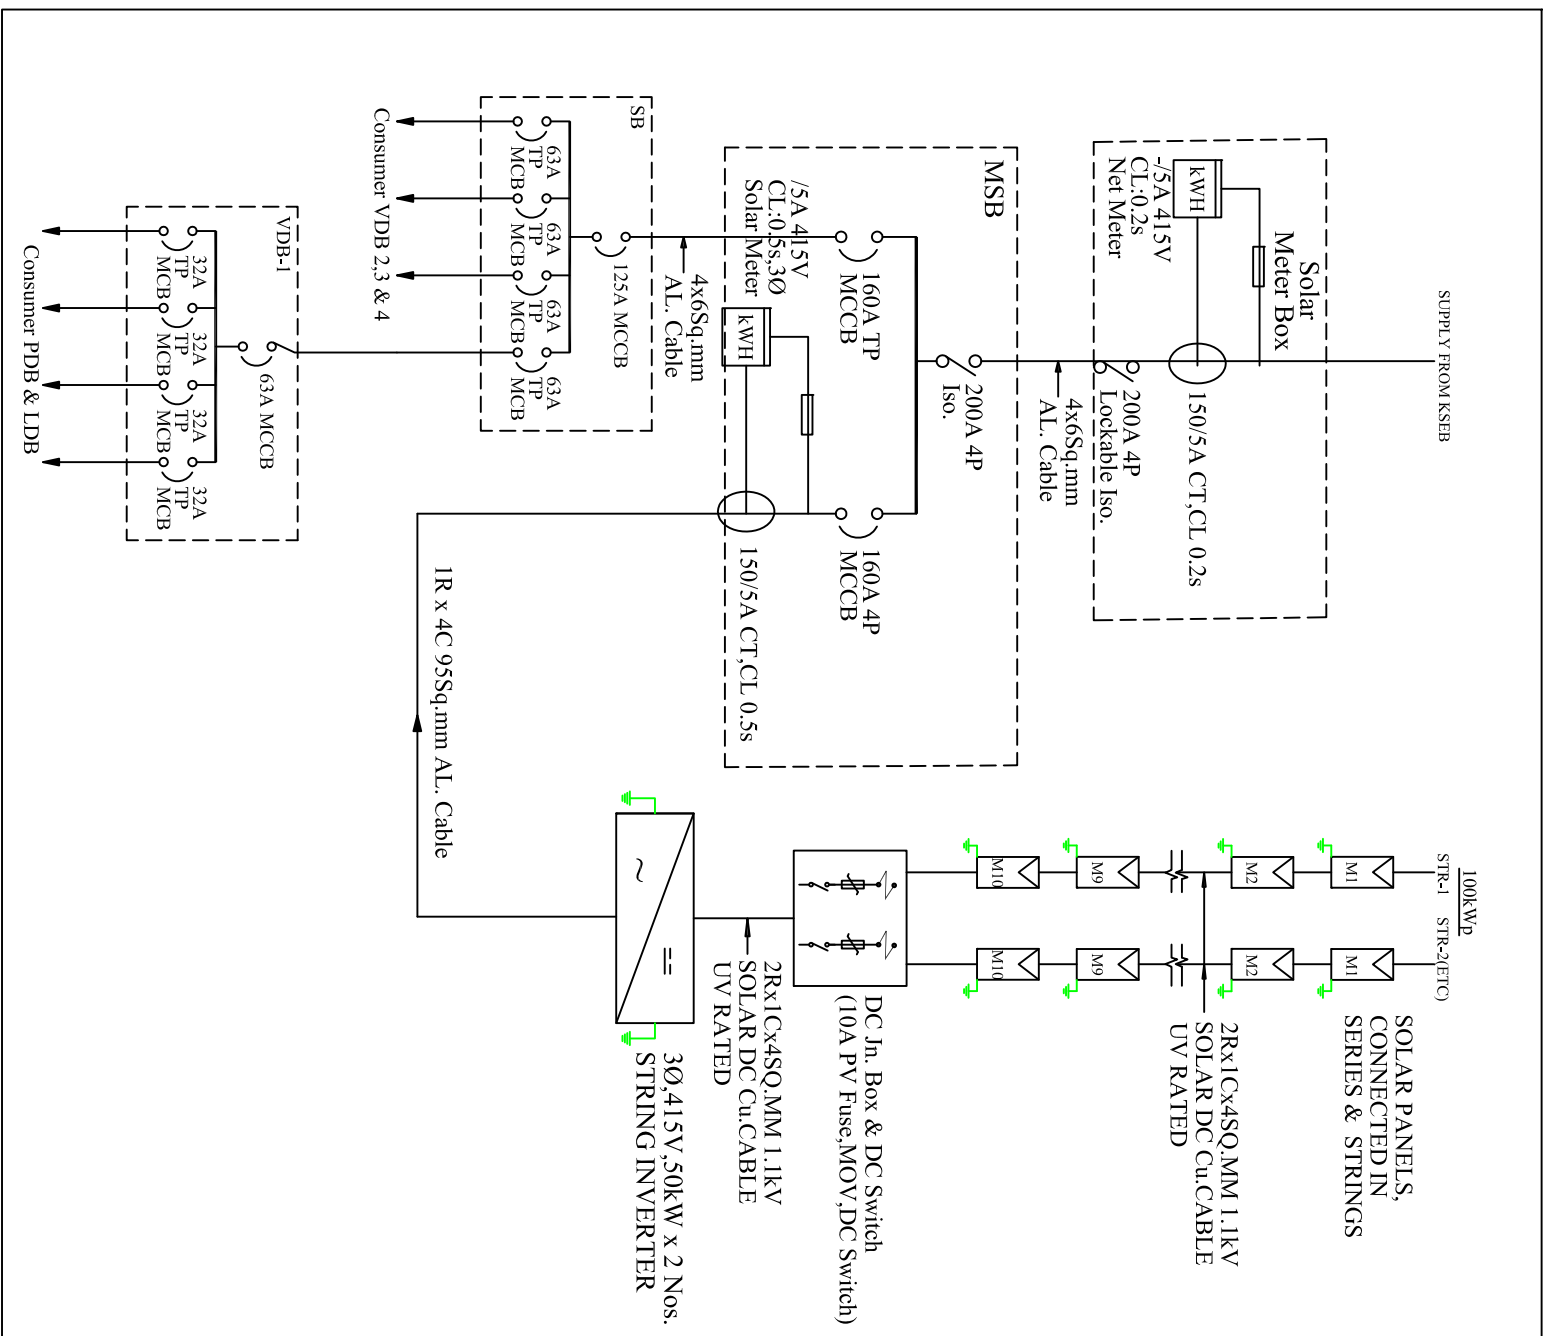 SUPPLY FROM KSEB
Solar
Meter Box
kWH
-/5A 415V
CL:0.2s
Net Meter
150/5A CT,CL 0.2s
200A 4P
Lockable Iso.
4x6Sq.mm
AL. Cable
MSB
200A 4P
Iso.
160A TP
MCCB
160A 4P
MCCB
/5A 415V
CL:0.5s,3Ø
Solar Meter
kWH
150/5A CT,CL 0.5s
4x6Sq.mm
AL. Cable
SB
125A MCCB
63A
TP
MCB
63A
TP
MCB
63A
TP
MCB
63A
TP
MCB
Consumer VDB 2,3 & 4
VDB-1
63A MCCB
32A
TP
MCB
32A
TP
MCB
32A
TP
MCB
32A
TP
MCB
Consumer PDB & LDB
1R x 4C 95Sq.mm AL. Cable
100kWp
STR-1
STR-2(ETC)
M1
M1
M2
M2
M9
M9
M10
M10
SOLAR PANELS,
CONNECTED IN
SERIES & STRINGS
2Rx1Cx4SQ.MM 1.1kV
SOLAR DC Cu.CABLE
UV RATED
DC Jn. Box & DC Switch
(10A PV Fuse,MOV,DC Switch)
2Rx1Cx4SQ.MM 1.1kV
SOLAR DC Cu.CABLE
UV RATED
3Ø,415V,50kW x 2 Nos.
STRING INVERTER